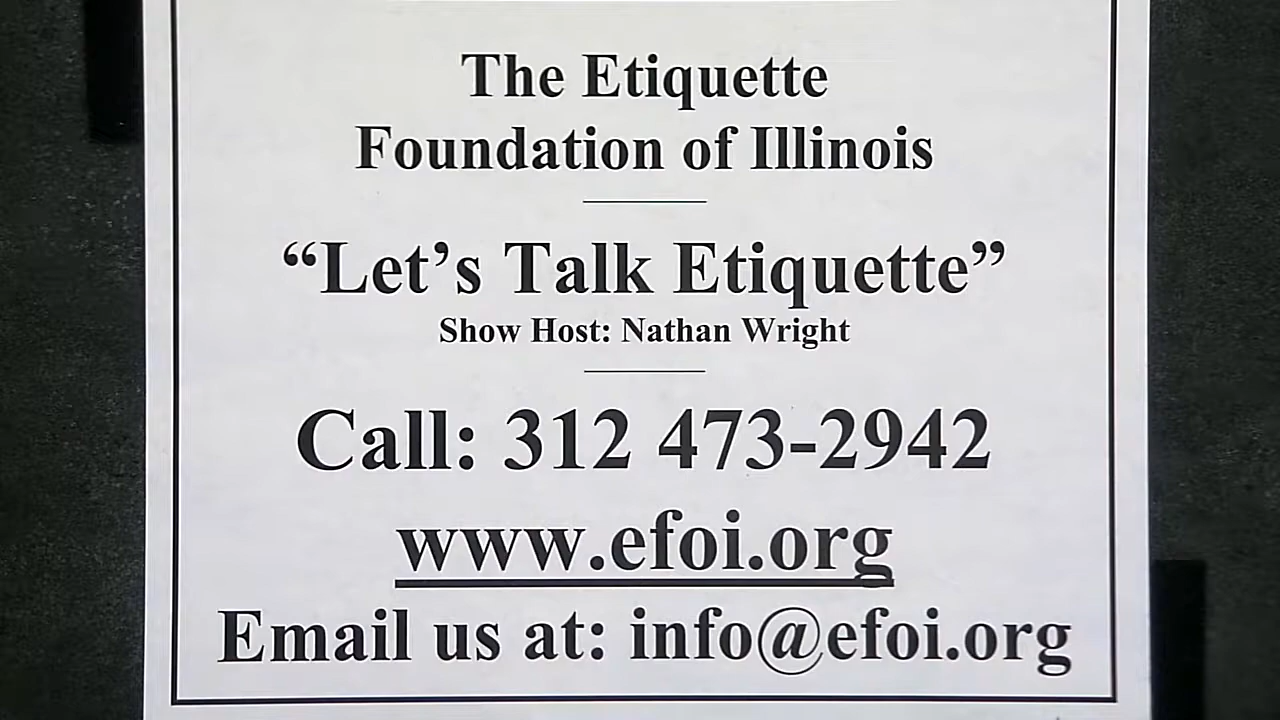 The Etiquette
Foundation of Illinois
“Let’s Talk Etiquette”
Show Host: Nathan Wright
Call: 312 473-2942
www.efoi.org
Email us at: info@efoi.org